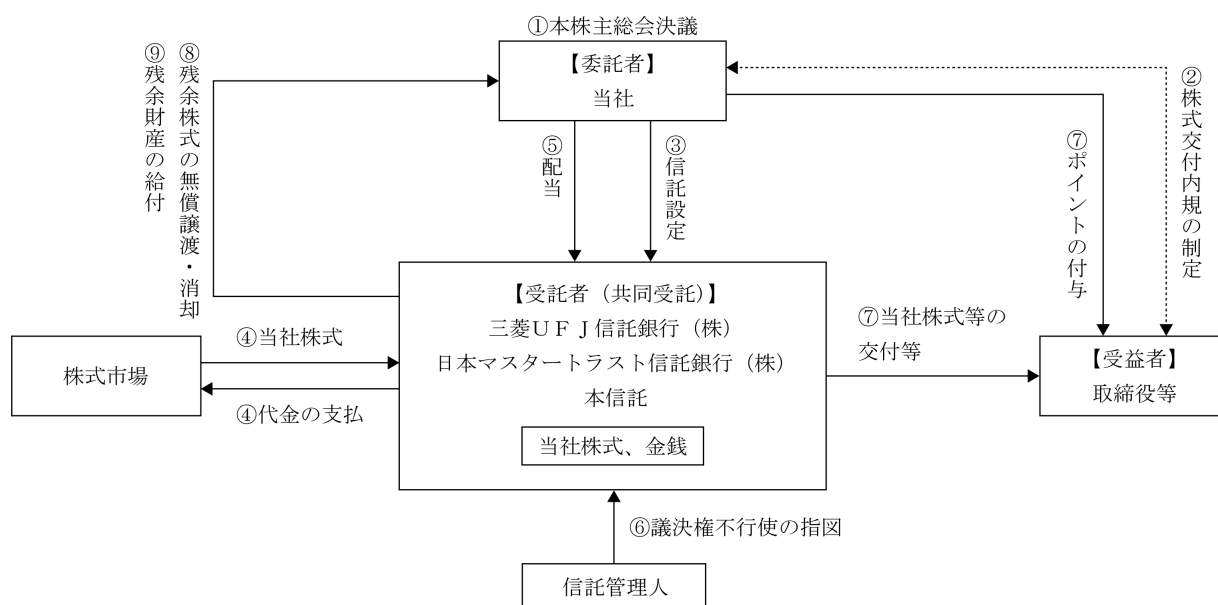 ①本株主総会決議
【委託者】
当社
⑨残余財産の給付
⑧残余株式の無償譲渡・消却
⑤配当
③信託設定
⑦ポイントの付与
②株式交付内規の制定
【受託者（共同受託）】
三菱ＵＦＪ信託銀行（株）
日本マスタートラスト信託銀行（株）
本信託
当社株式、金銭
株式市場
④当社株式
④代金の支払
⑦当社株式等の
交付等
【受益者】
取締役等
⑥議決権不行使の指図
信託管理人